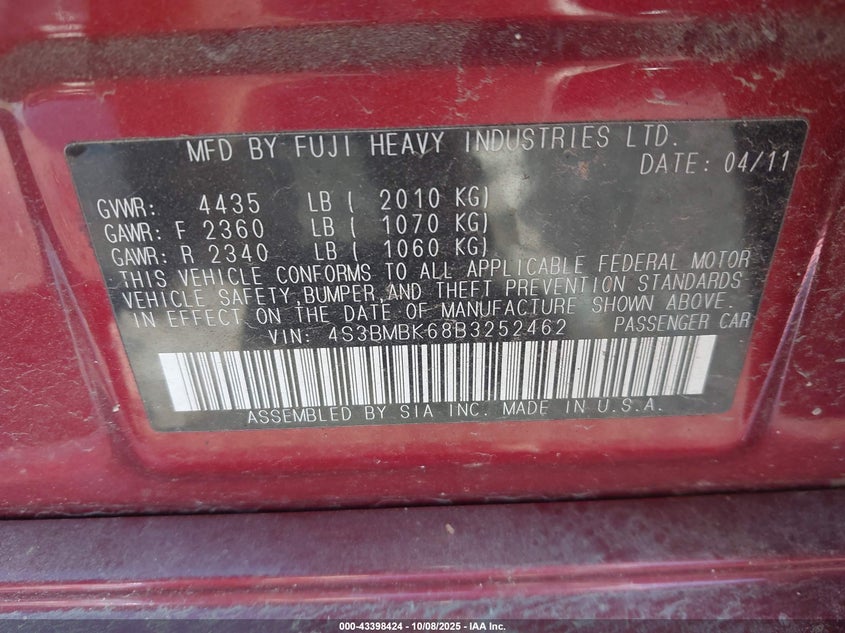 MFD BY FUJI HEAVY INDUSTRIES LTD.
DATE: 04/11
GVWR: 4435 LB ( 2010 KG)
GAWR: F 2360 LB ( 1070 KG)
GAWR: R 2340 LB ( 1060 KG)
THIS VEHICLE CONFORMS TO ALL APPLICABLE FEDERAL MOTOR
VEHICLE SAFETY,BUMPER,AND THEFT PREVENTION STANDARDS
IN EFFECT ON THE DATE OF MANUFACTURE SHOWN ABOVE.
VIN: 4S3BMBK68B3252462 PASSENGER CAR
ASSEMBLED BY SIA INC. MADE IN U.S.A.
000-43398424 - 10/08/2025 - IAA Inc.